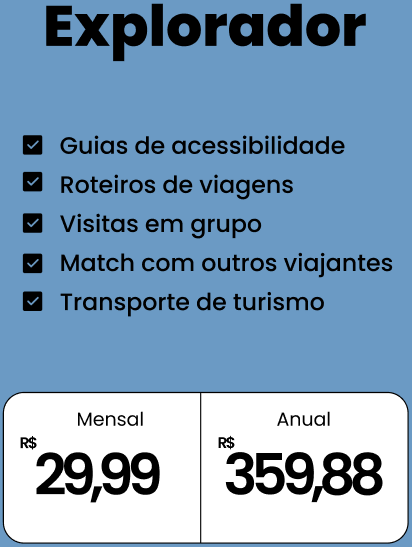 Explorador
Guias de acessibilidade
Roteiros de viagens
Visitas em grupo
Match com outros viajantes
Transporte de turismo
Mensal
R$ 29,99
Anual
R$ 359,88